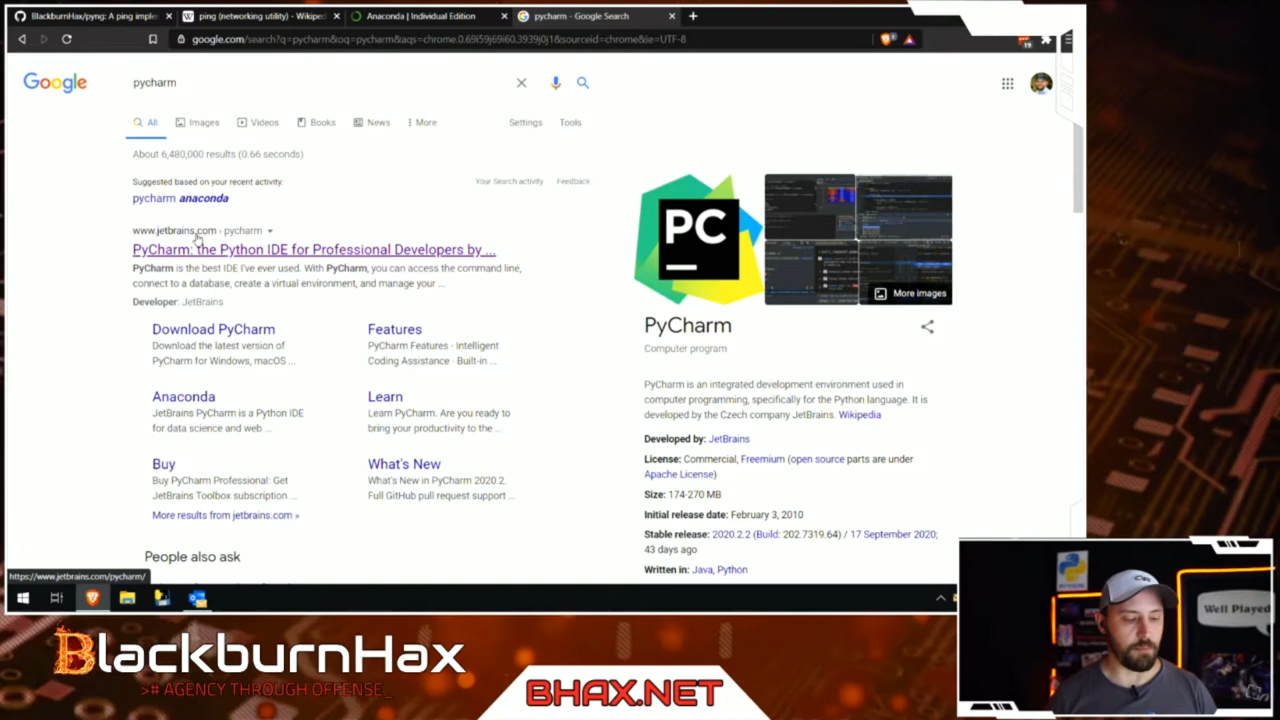 BlackburnHax/pyng: A ping imple
ping (networking utility) - Wikiped
Anaconda | Individual Edition
pycharm - Google Search
google.com/search?q=pycharm&oq=pycharm&aqs=chrome.0.69i59j69i60.3939j0j1&sourceid=chrome&ie=UTF-8
Google
pycharm
All
Images
Videos
Books
News
More
Settings
Tools
About 6,480,000 results (0.66 seconds)
Suggested based on your recent activity:
Your Search activity
Feedback
pycharm anaconda
www.jetbrains.com › pycharm
PyCharm: the Python IDE for Professional Developers by ...
PyCharm is the best IDE I've ever used. With PyCharm, you can access the command line,
connect to a database, create a virtual environment, and manage your ...
Developer: JetBrains
Download PyCharm
Download the latest version of
PyCharm for Windows, macOS ...
Features
PyCharm Features · Intelligent
Coding Assistance · Built-in ...
Anaconda
JetBrains PyCharm is a Python IDE
for data science and web ...
Learn
Learn PyCharm. Are you ready to
bring your productivity to the ...
Buy
Buy PyCharm Professional: Get
JetBrains Toolbox subscription ...
What's New
What's New in PyCharm 2020.2.
Full GitHub pull request support ...
More results from jetbrains.com »
People also ask
https://www.jetbrains.com/pycharm/
PC
More images
PyCharm
Computer program
PyCharm is an integrated development environment used in
computer programming, specifically for the Python language. It is
developed by the Czech company JetBrains. Wikipedia
Developed by: JetBrains
License: Commercial, Freemium (open source parts are under
Apache License)
Size: 174-270 MB
Initial release date: February 3, 2010
Stable release: 2020.2.2 (Build: 202.7319.64) / 17 September 2020;
43 days ago
Written in: Java, Python
python
Well Played
BlackburnHax
># AGENCY THROUGH OFFENSE_
BHAX.NET